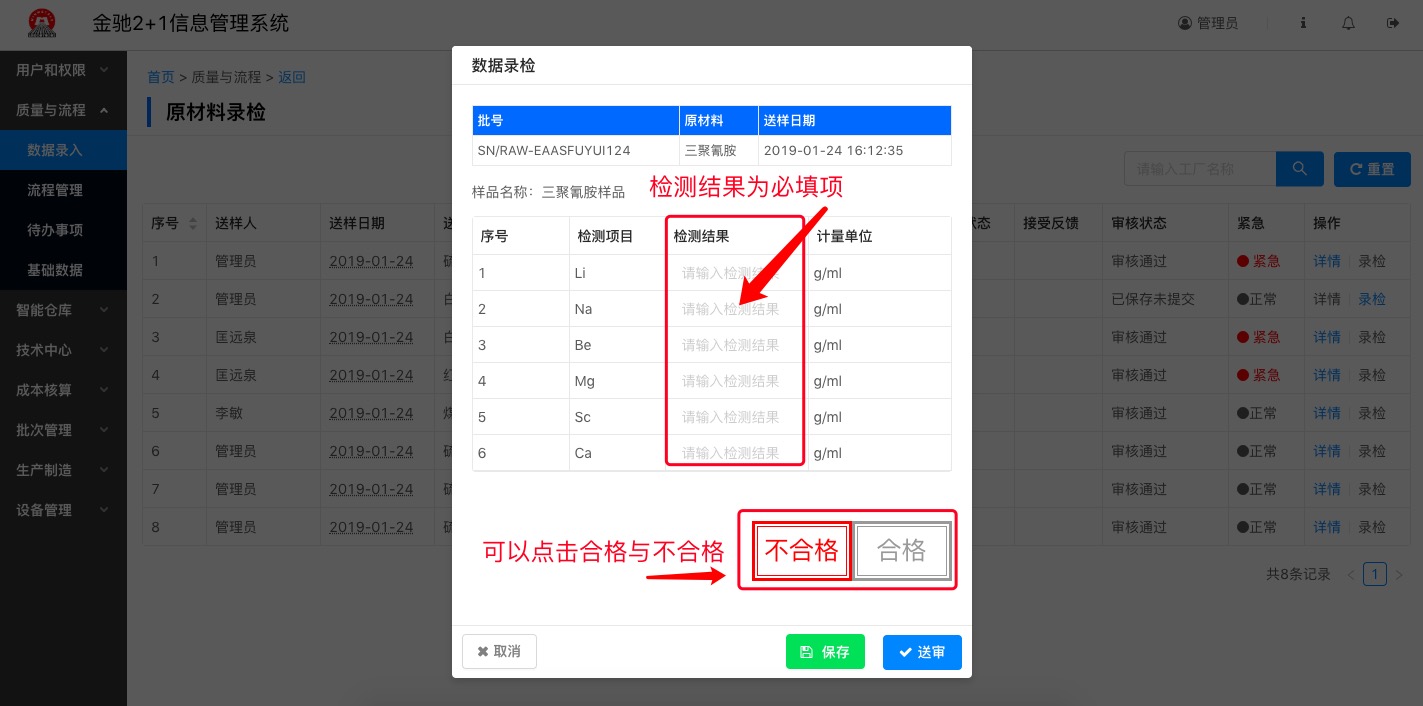 金驰2+1信息管理系统
管理员
用户和权限
质量与流程
数据录入
流程管理
待办事项
基础数据
智能仓库
技术中心
成本核算
批次管理
生产制造
设备管理
首页 > 质量与流程 > 返回
原材料录检
请输入工厂名称
重置
序号 送样人 送样日期 状态 接受反馈 审核状态 紧急 操作
1 管理员 2019-01-24 审核通过 紧急 详情 录检
2 管理员 2019-01-24 已保存未提交 正常 详情 录检
3 匡远泉 2019-01-24 审核通过 紧急 详情 录检
4 匡远泉 2019-01-24 审核通过 紧急 详情 录检
5 李敏 2019-01-24 审核通过 正常 详情 录检
6 管理员 2019-01-24 审核通过 正常 详情 录检
7 管理员 2019-01-24 审核通过 正常 详情 录检
8 管理员 2019-01-24 审核通过 正常 详情 录检
共8条记录 < 1 >
数据录检
批号 原材料 送样日期
SN/RAW-EAASFUYUI124 三聚氰胺 2019-01-24 16:12:35
样品名称：三聚氰胺样品
检测结果为必填项
序号 检测项目 检测结果 计量单位
1 Li 请输入检测结果 g/ml
2 Na 请输入检测结果 g/ml
3 Be 请输入检测结果 g/ml
4 Mg 请输入检测结果 g/ml
5 Sc 请输入检测结果 g/ml
6 Ca 请输入检测结果 g/ml
可以点击合格与不合格
不合格 合格
取消 保存 送审